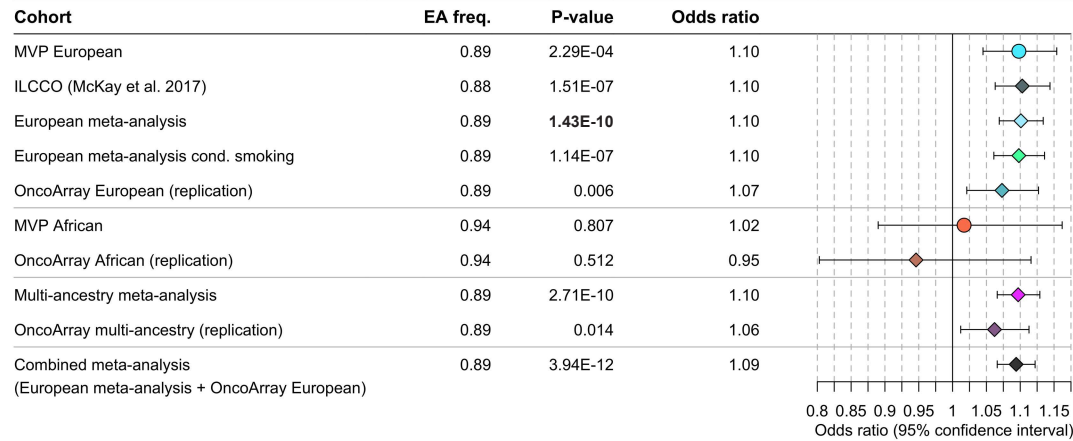 Cohort EA freq. P-value Odds ratio
MVP European 0.89 2.29E-04 1.10
ILCCO (McKay et al. 2017) 0.88 1.51E-07 1.10
European meta-analysis 0.89 1.43E-10 1.10
European meta-analysis cond. smoking 0.89 1.14E-07 1.10
OncoArray European (replication) 0.89 0.006 1.07
MVP African 0.94 0.807 1.02
OncoArray African (replication) 0.94 0.512 0.95
Multi-ancestry meta-analysis 0.89 2.71E-10 1.10
OncoArray multi-ancestry (replication) 0.89 0.014 1.06
Combined meta-analysis 0.89 3.94E-12 1.09
(European meta-analysis + OncoArray European)
0.8 0.85 0.9 0.95 1 1.05 1.1 1.15
Odds ratio (95% confidence interval)